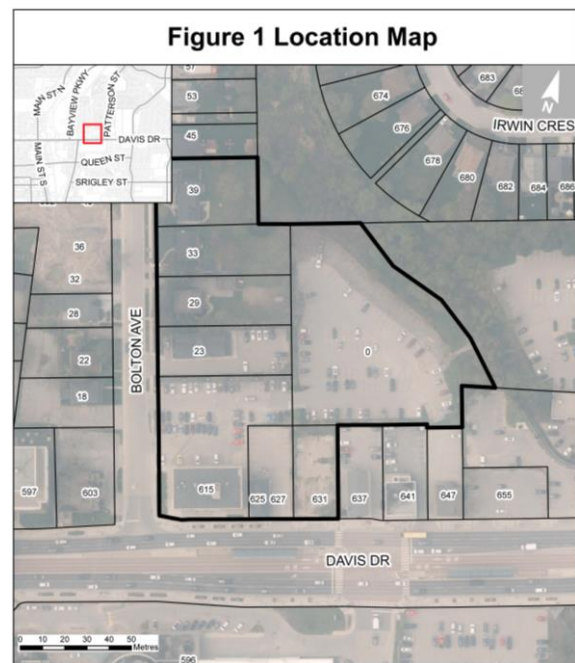 Figure 1 Location Map
MAIN ST N
BAYVIEW PKWY
PATTERSON ST
DAVIS DR
QUEEN ST
MAIN ST S
SRIGLEY ST
57
53
45
674
676
678
680
682
684
686
683
N
IRWIN CRES
39
36
33
32
29
28
23
22
18
0
BOLTON AVE
597
603
615
625
627
631
637
641
647
655
DAVIS DR
0 10 20 30 40 50
Metres
596